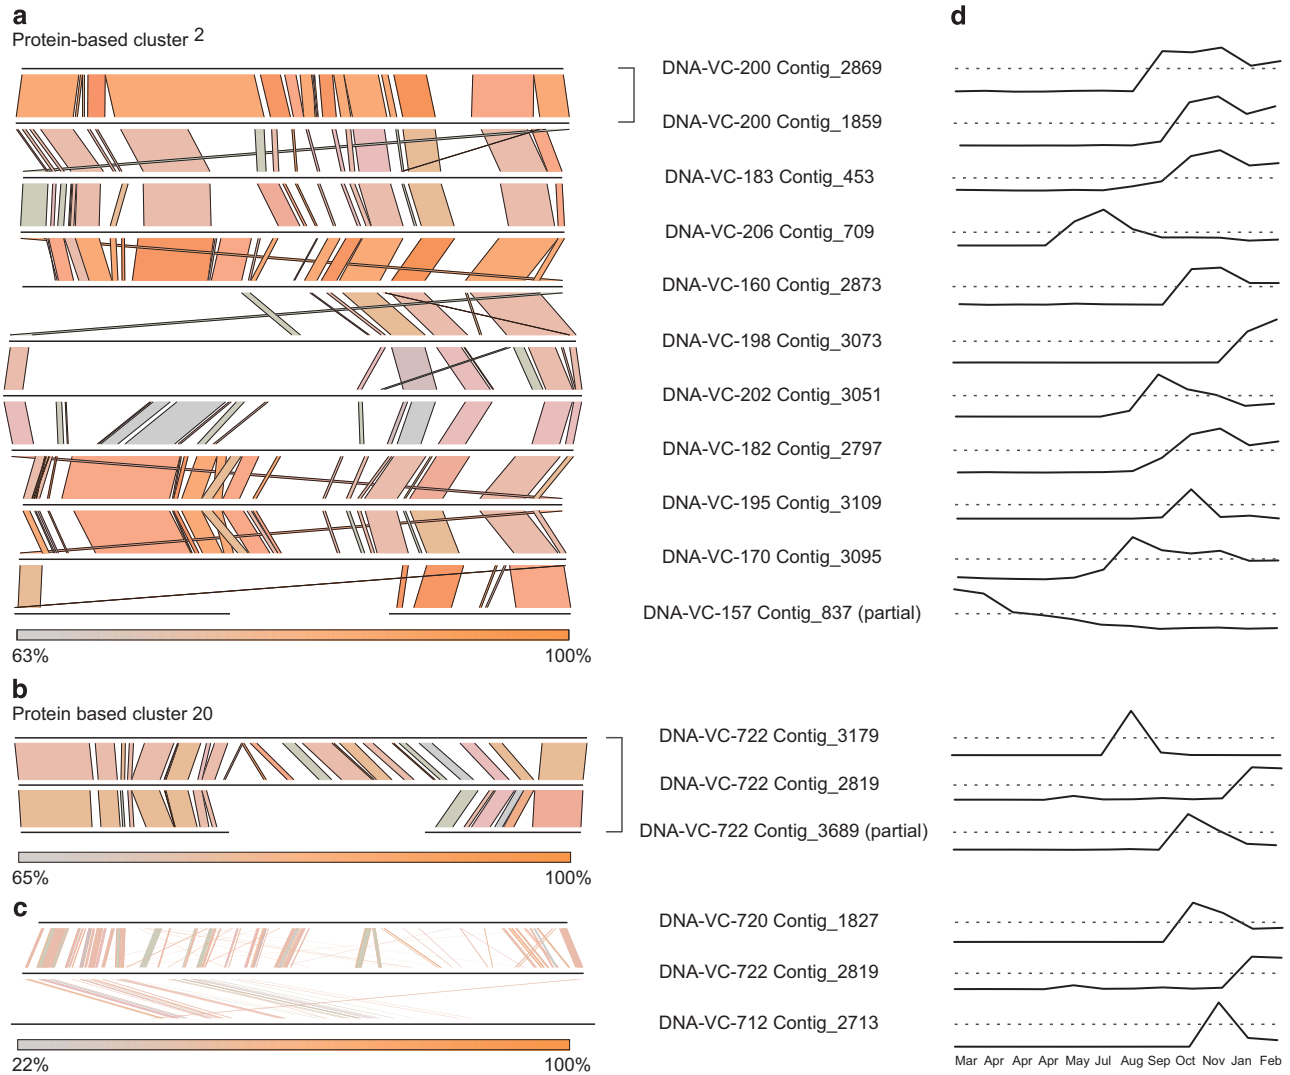 a
Protein-based cluster 2
d
DNA-VC-200 Contig_2869
DNA-VC-200 Contig_1859
DNA-VC-183 Contig_453
DNA-VC-206 Contig_709
DNA-VC-160 Contig_2873
DNA-VC-198 Contig_3073
DNA-VC-202 Contig_3051
DNA-VC-182 Contig_2797
DNA-VC-195 Contig_3109
DNA-VC-170 Contig_3095
DNA-VC-157 Contig_837 (partial)
63% 100%
b
Protein based cluster 20
DNA-VC-722 Contig_3179
DNA-VC-722 Contig_2819
DNA-VC-722 Contig_3689 (partial)
65% 100%
c
DNA-VC-720 Contig_1827
DNA-VC-722 Contig_2819
DNA-VC-712 Contig_2713
22% 100%
Mar Apr Apr Apr May Jul Aug Sep Oct Nov Jan Feb